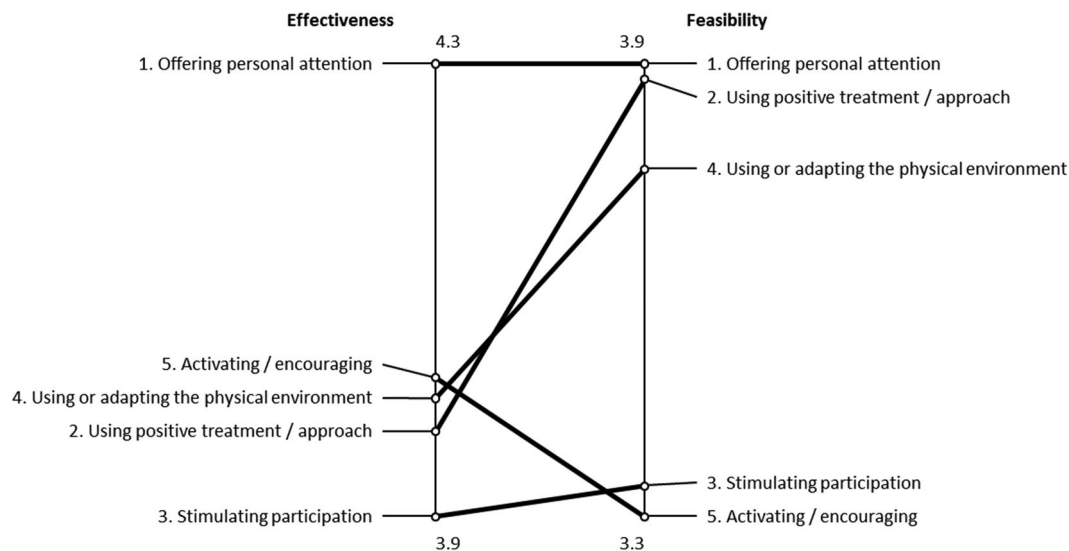 Effectiveness
Feasibility
4.3
3.9
1. Offering personal attention
1. Offering personal attention
2. Using positive treatment / approach
4. Using or adapting the physical environment
5. Activating / encouraging
4. Using or adapting the physical environment
2. Using positive treatment / approach
3. Stimulating participation
3. Stimulating participation
5. Activating / encouraging
3.9
3.3